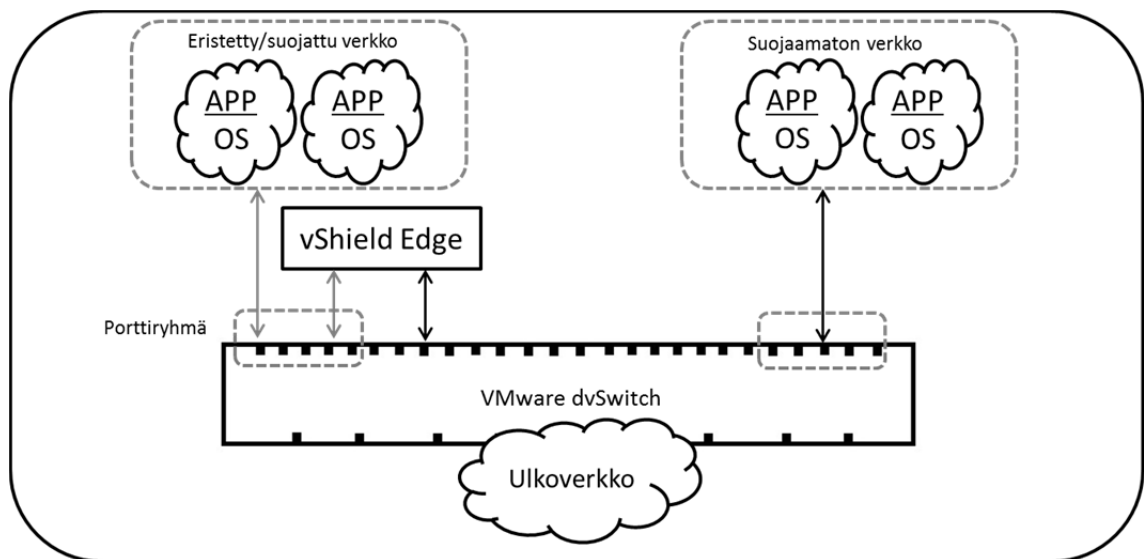 Eristetty/suojattu verkko
Suojaamaton verkko
APP
OS
APP
OS
APP
OS
APP
OS
vShield Edge
Porttiryhmä
VMware dvSwitch
Ulkoverkko